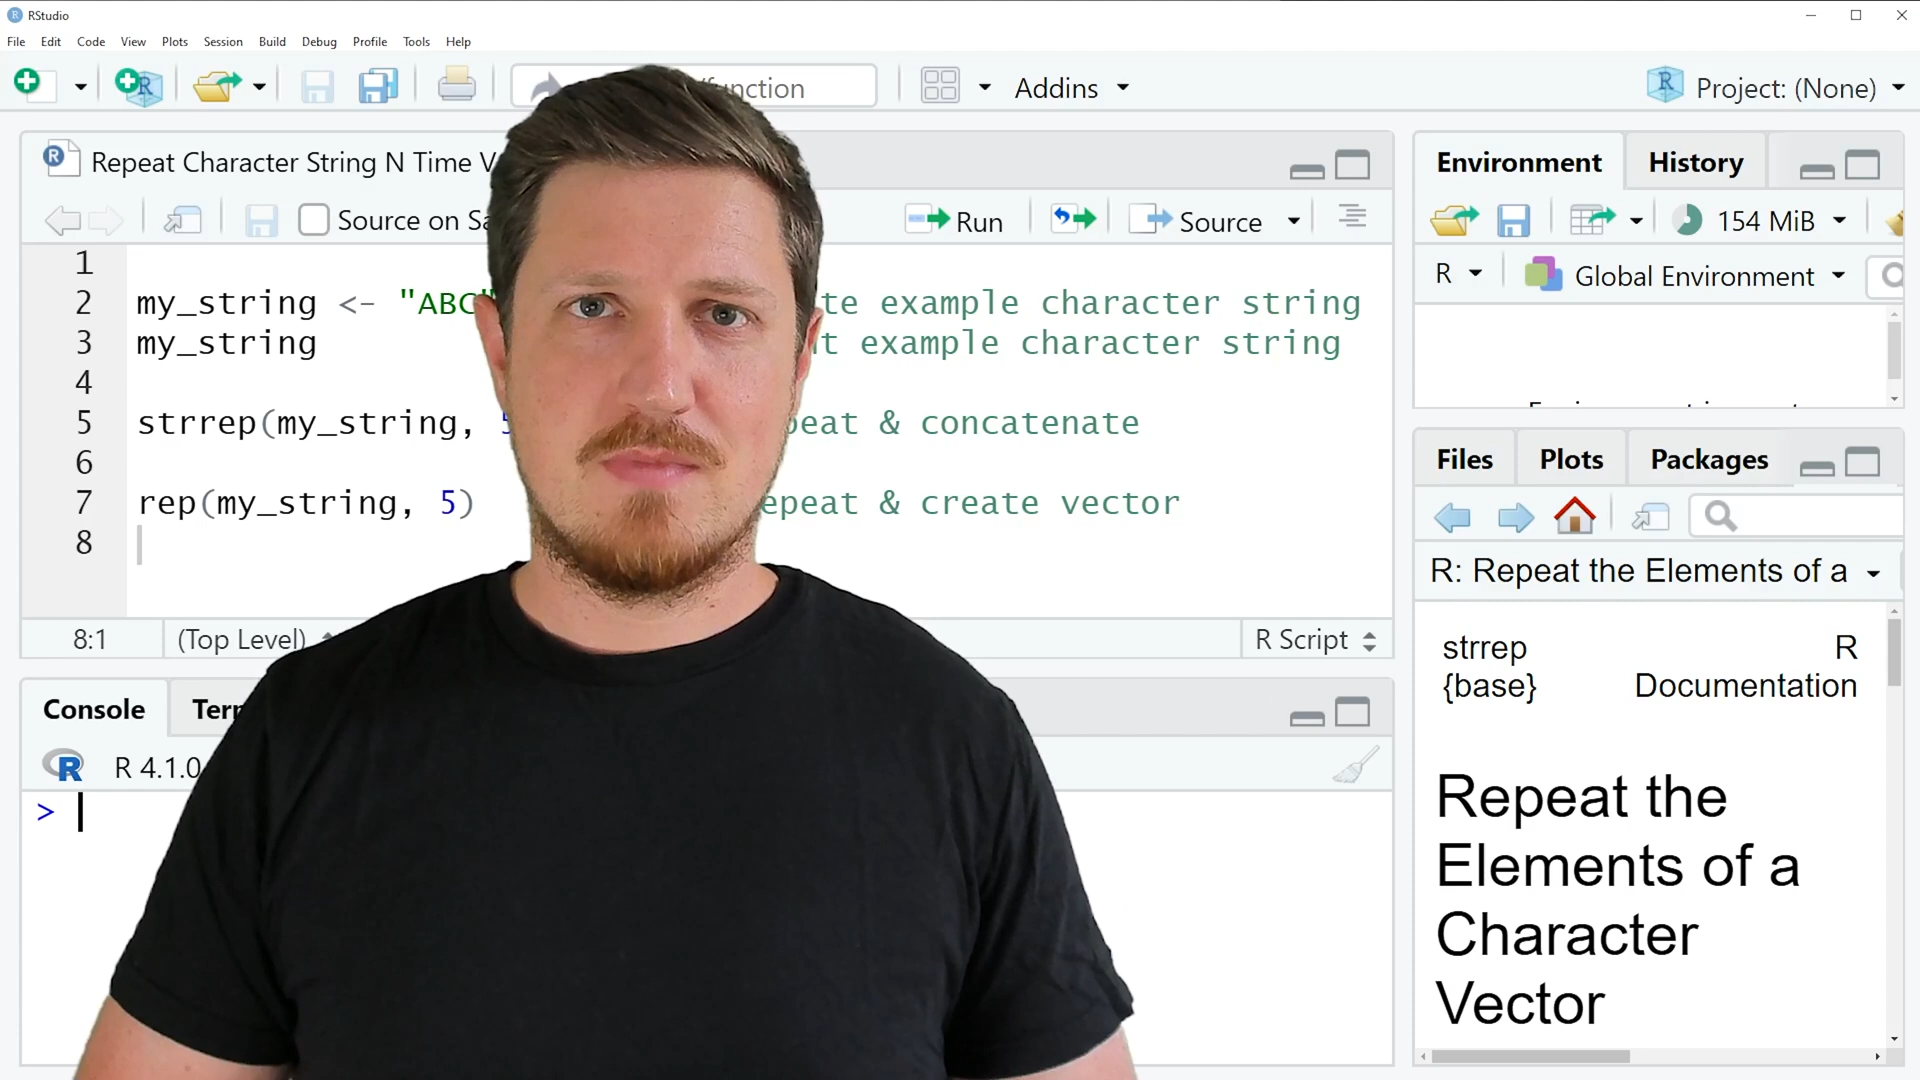 RStudio
File Edit Code View Plots Session Build Debug Profile Tools Help
function Addins Project: (None)
Repeat Character String N Time
Source on Run Source
1
2 my_string <- "ABC" example character string
3 my_string example character string
4
5 strrep(my_string, & concatenate
6
7 rep(my_string, 5) & create vector
8
8:1 (Top Level) R Script
Console
R 4.1.0
>
Environment History
154 MiB
R Global Environment
Files Plots Packages
R: Repeat the Elements of a
strrep R
{base} Documentation
Repeat the
Elements of a
Character
Vector